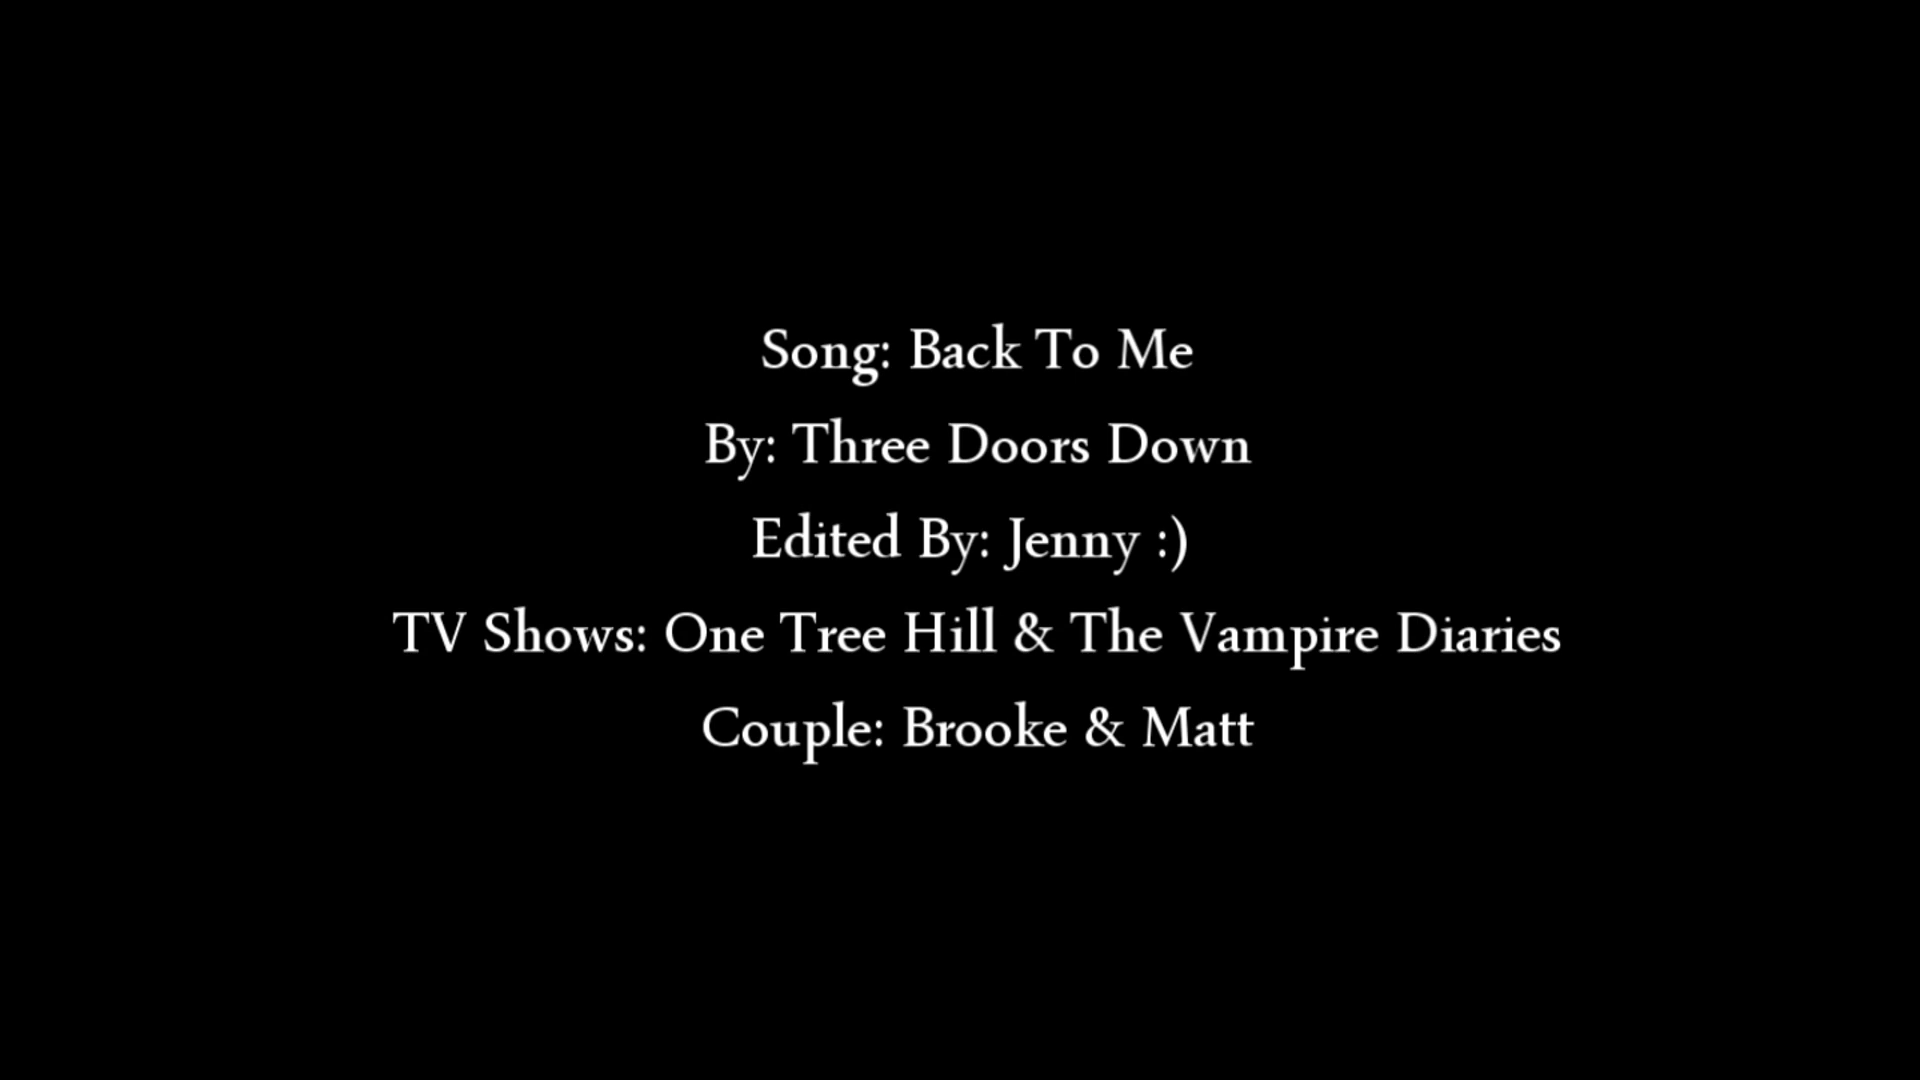 Song: Back To Me
By: Three Doors Down
Edited By: Jenny :)
TV Shows: One Tree Hill & The Vampire Diaries
Couple: Brooke & Matt